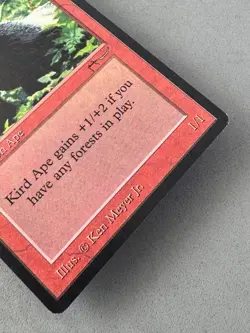 Ape
Kird Ape gains +1/+2 if you
have any forests in play.
1/1
Illus. © Ken Meyer Jr.